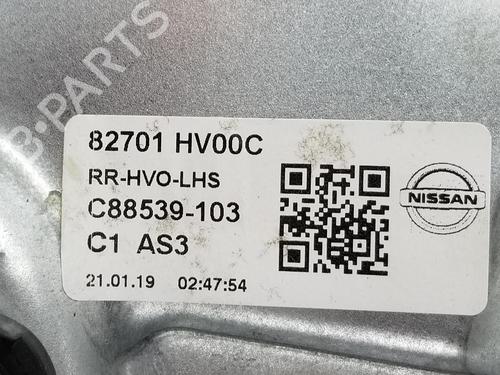 B-PARTS
82701 HV00C
RR-HVO-LHS
C88539-103
C1 AS3
21.01.19 02:47:54
NISSAN